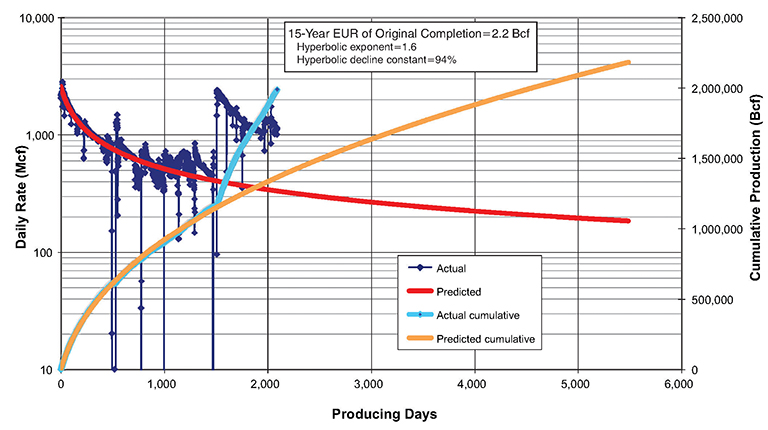 15-Year EUR of Original Completion=2.2 Bcf
Hyperbolic exponent=1.6
Hyperbolic decline constant=94%
10,000
1,000
100
10
Daily Rate (Mcf)
2,500,000
2,000,000
1,500,000
1,000,000
500,000
0
Cumulative Production (Bcf)
Actual
Predicted
Actual cumulative
Predicted cumulative
0
1,000
2,000
3,000
4,000
5,000
6,000
Producing Days